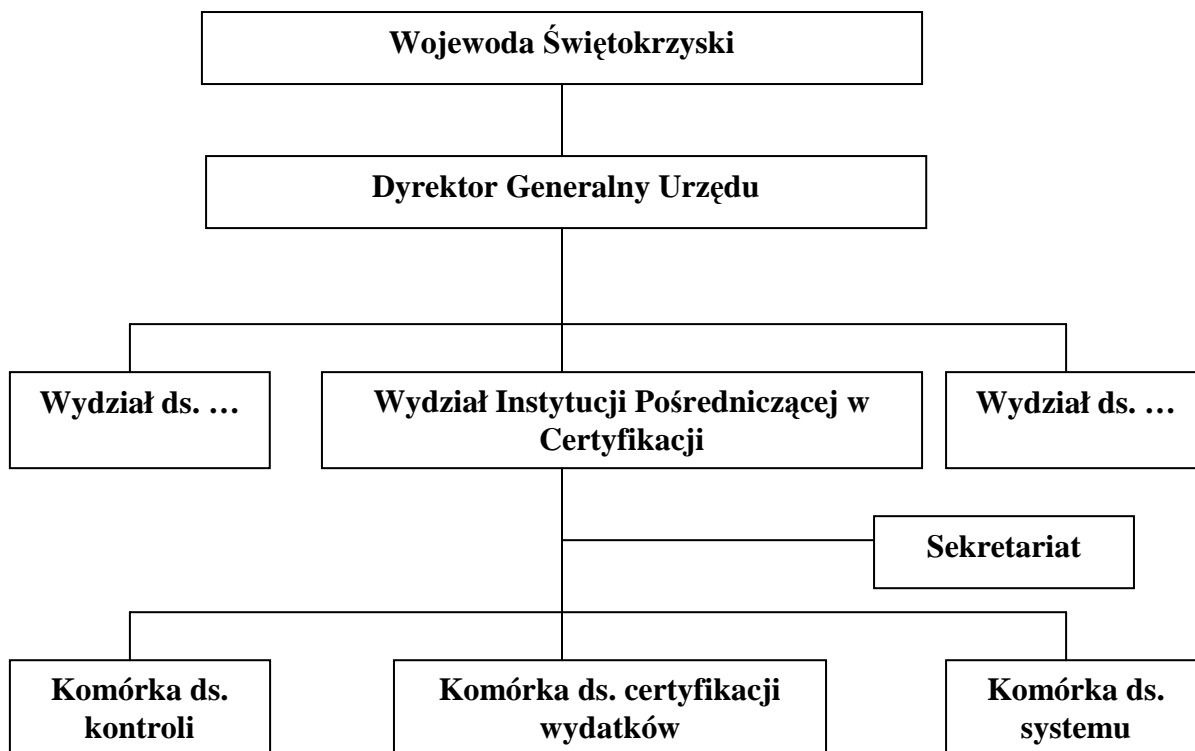 Wojewoda Świętokrzyski
Dyrektor Generalny Urzędu
Wydział ds. …
Wydział Instytucji Pośredniczącej w
Certyfikacji
Wydział ds. …
Sekretariat
Komórka ds.
kontroli
Komórka ds. certyfikacji
wydatków
Komórka ds.
systemu